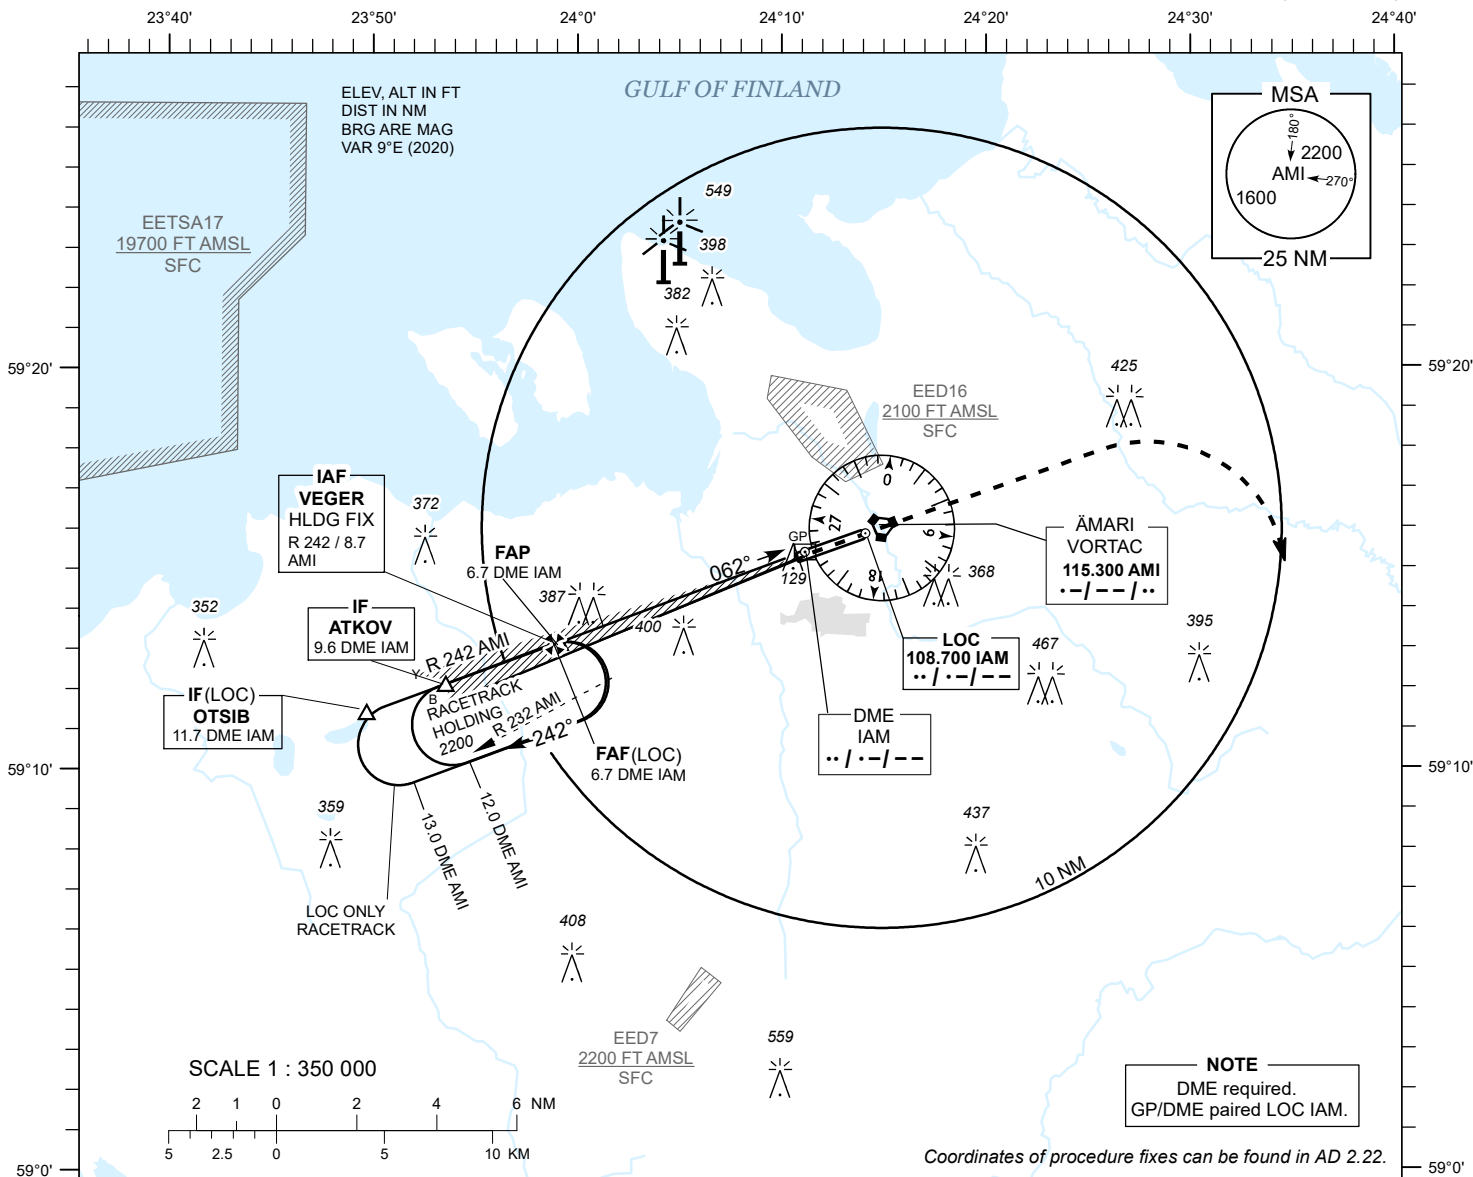 23°40'
23°50'
24°0'
24°10'
24°20'
24°30'
24°40'
ELEV, ALT IN FT
DIST IN NM
BRG ARE MAG
VAR 9°E (2020)
GULF OF FINLAND
MSA
180°
2200
AMI
270°
1600
25 NM
EETSA17
19700 FT AMSL
SFC
549
398
382
59°20'
59°20'
425
EED16
2100 FT AMSL
SFC
IAF
VEGER
HLDG FIX
R 242 / 8.7
AMI
372
FAP
6.7 DME IAM
0
27
9
18
GP
062°
129
368
ÄMARI
VORTAC
115.300 AMI
·–/––/··
387
400
352
IF
ATKOV
9.6 DME IAM
R 242 AMI
395
467
LOC
108.700 IAM
··/·–/––
IF(LOC)
OTSIB
11.7 DME IAM
B
RACETRACK
HOLDING
2200
R 232 AMI
242°
DME
IAM
··/·–/––
FAF(LOC)
6.7 DME IAM
59°10'
59°10'
359
13.0 DME AMI
12.0 DME AMI
437
10 NM
LOC ONLY
RACETRACK
408
EED7
2200 FT AMSL
SFC
559
SCALE 1 : 350 000
2 1 0 2 4 6 NM
5 2.5 0 5 10 KM
NOTE
DME required.
GP/DME paired LOC IAM.
Coordinates of procedure fixes can be found in AD 2.22.
59°0'
59°0'